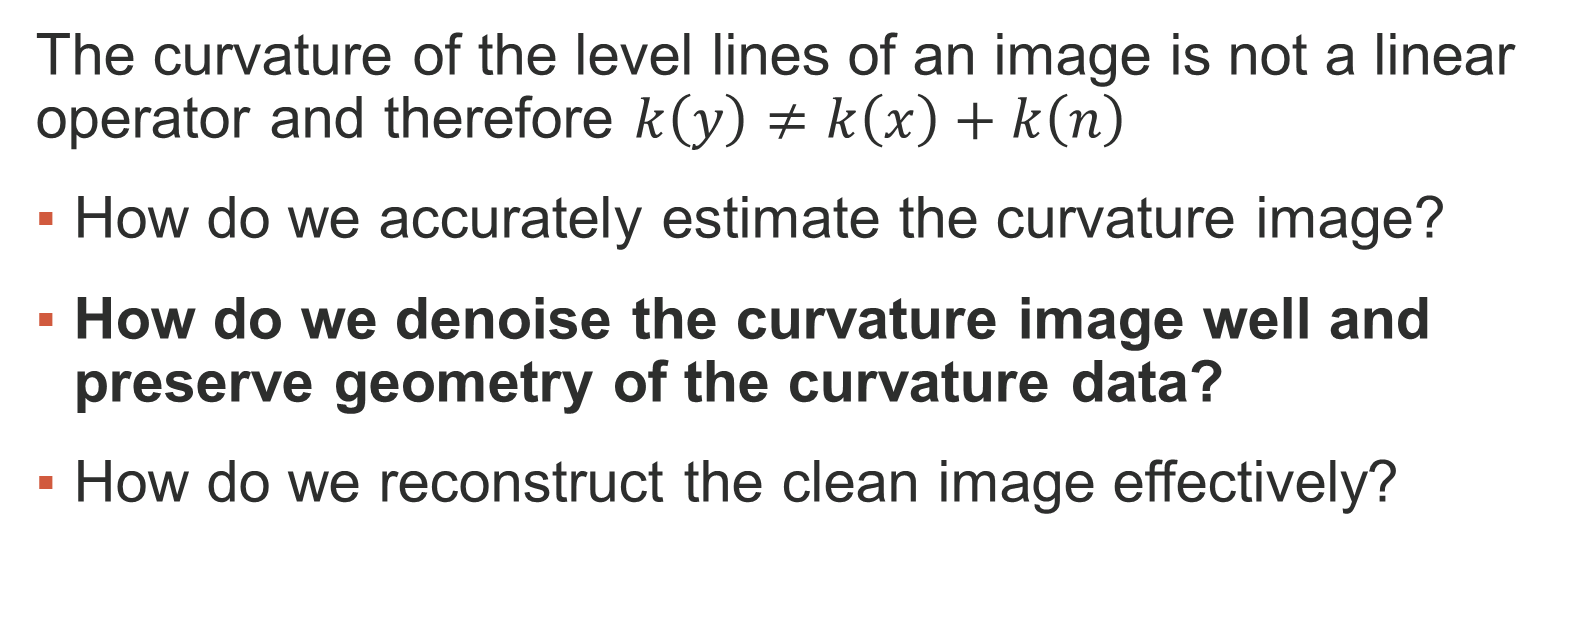 The curvature of the level lines of an image is not a linear
operator and therefore k(y) ≠ k(x) + k(n)
▪ How do we accurately estimate the curvature image?
▪ How do we denoise the curvature image well and
preserve geometry of the curvature data?
▪ How do we reconstruct the clean image effectively?